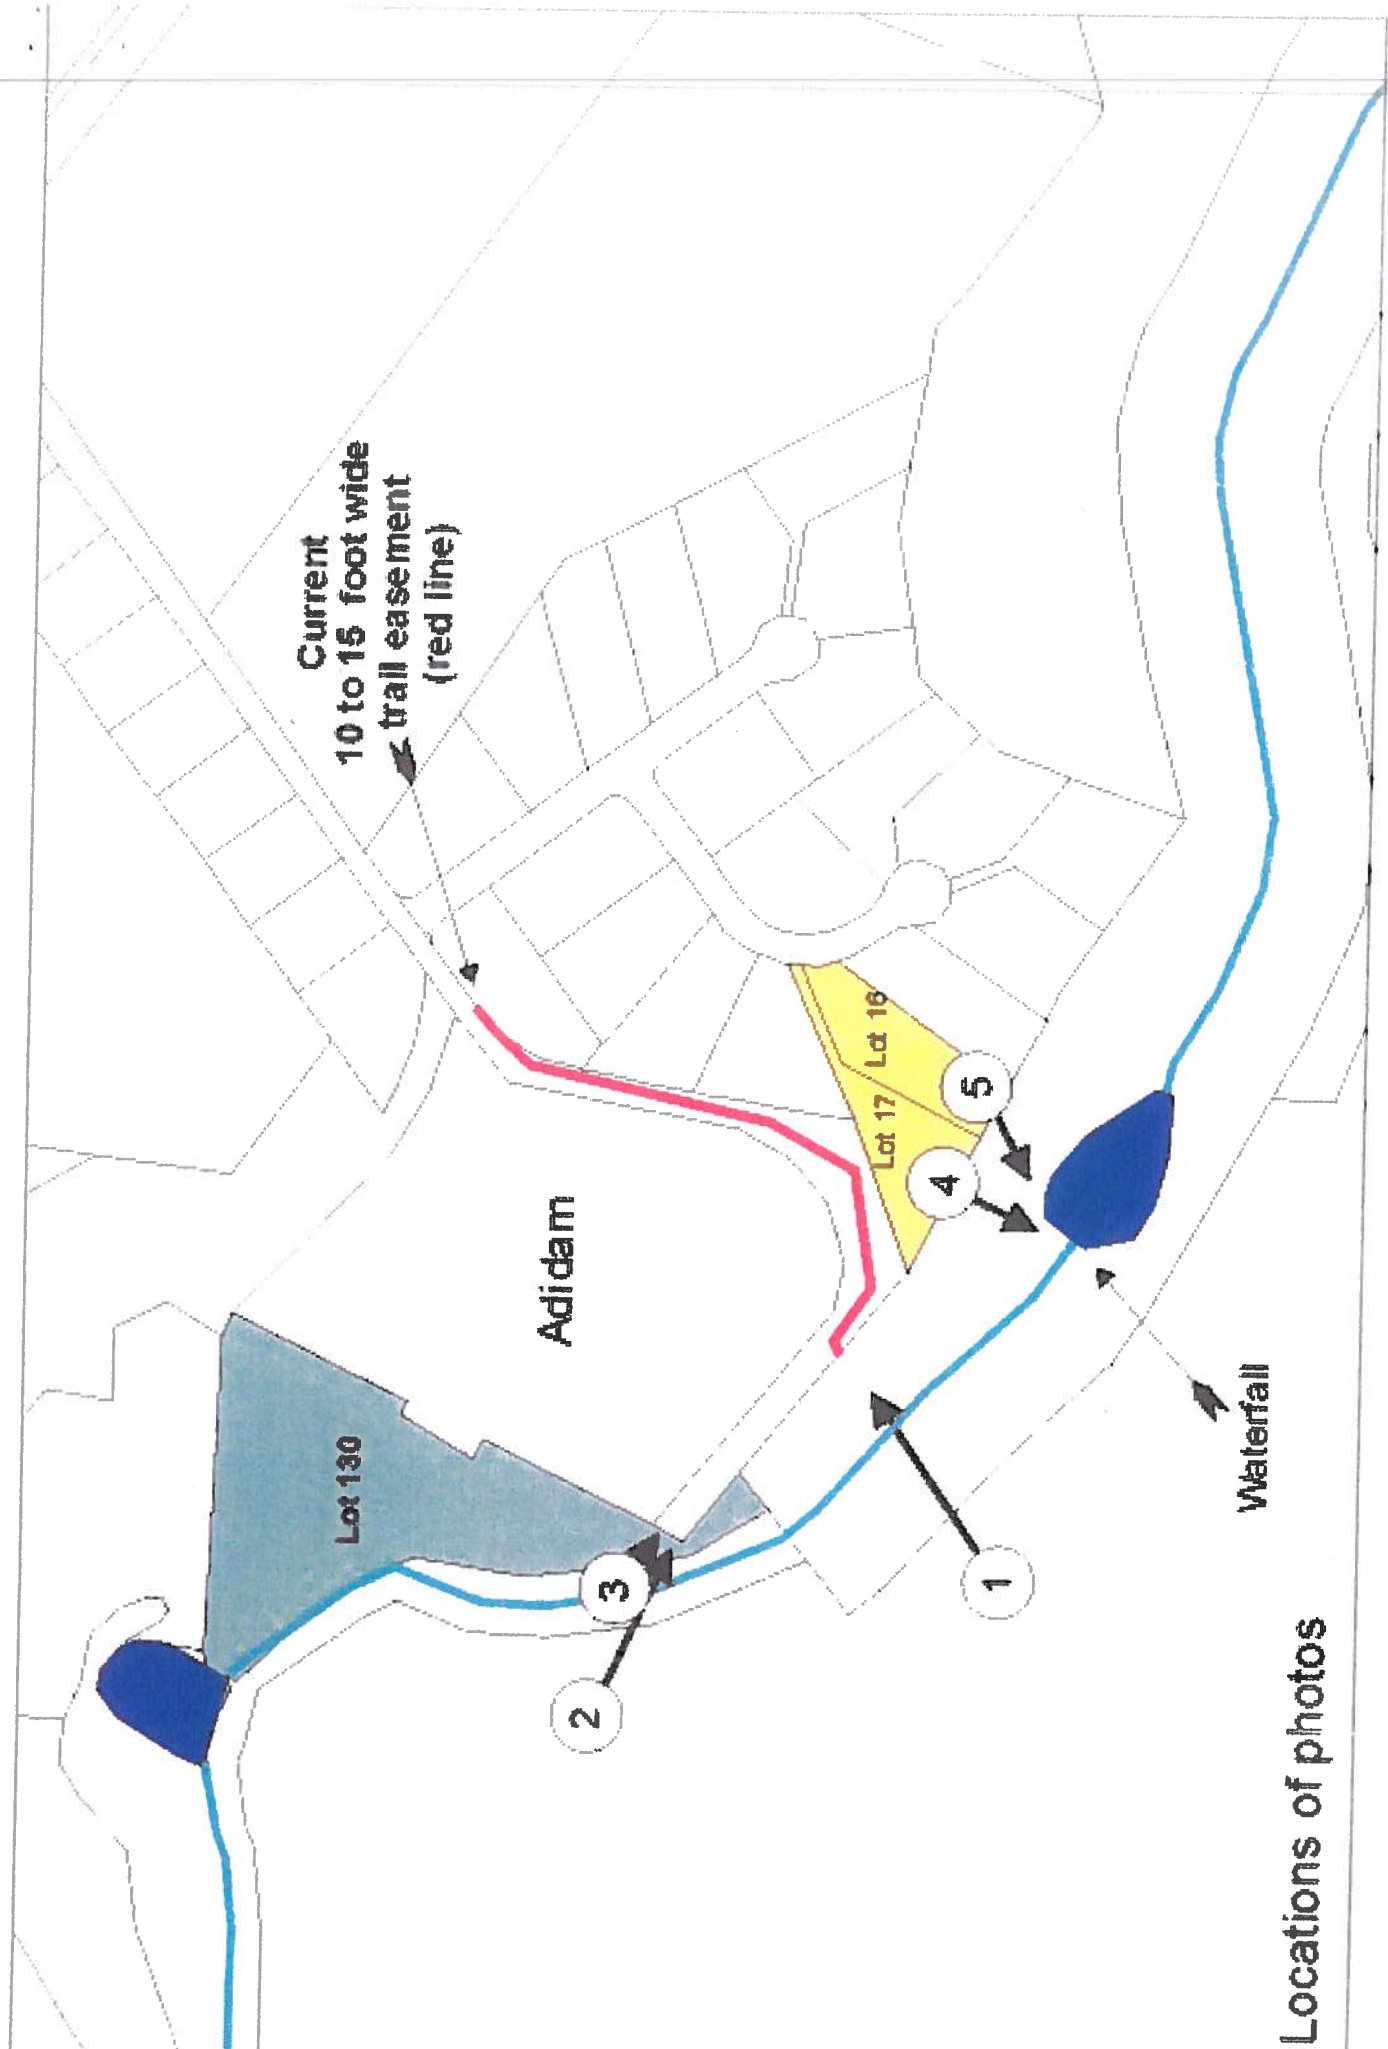 Lot 130
Current
10 to 15 foot wide
trail easement
(red line)
Adidam
2
3
Lot 17
Lot 16
4
5
1
Waterfall
Locations of photos